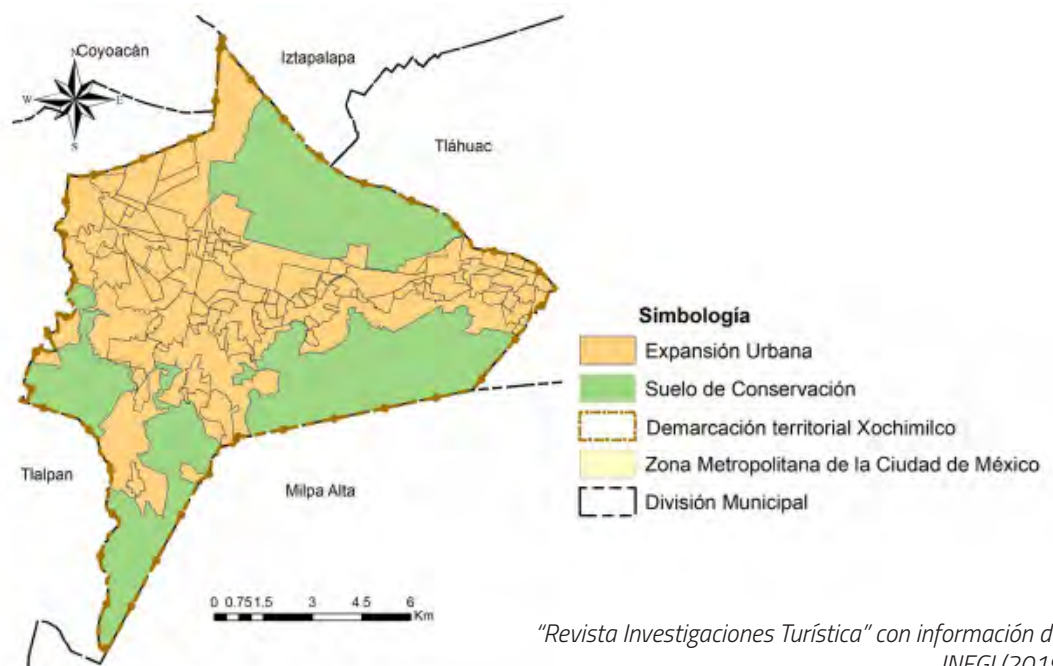 Coyoacán
Iztapalapa
N
W
E
S
Tláhuac
Simbología
Expansión Urbana
Suelo de Conservación
Demarcación territorial Xochimilco
Zona Metropolitana de la Ciudad de México
División Municipal
Tlalpan
Milpa Alta
0 0.75 1.5 3 4.5 6
Km
“Revista Investigaciones Turística” con información d
INEGI (201